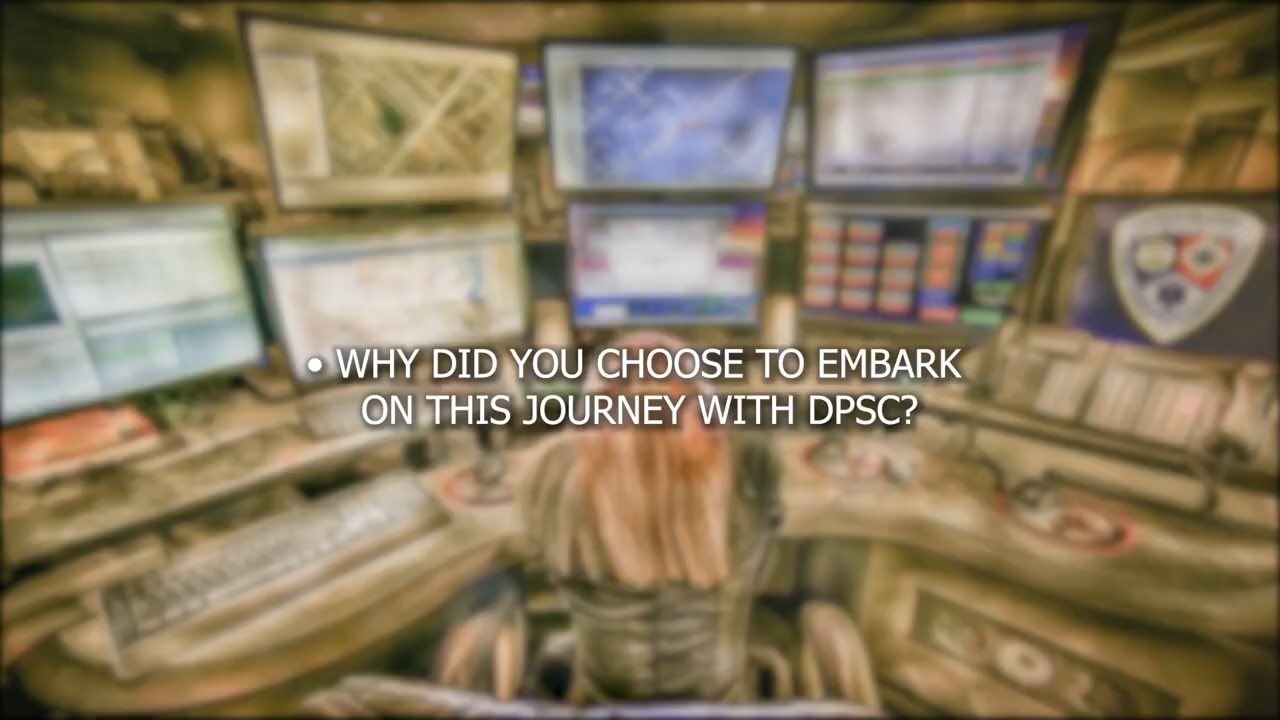 • WHY DID YOU CHOOSE TO EMBARK
ON THIS JOURNEY WITH DPSC?